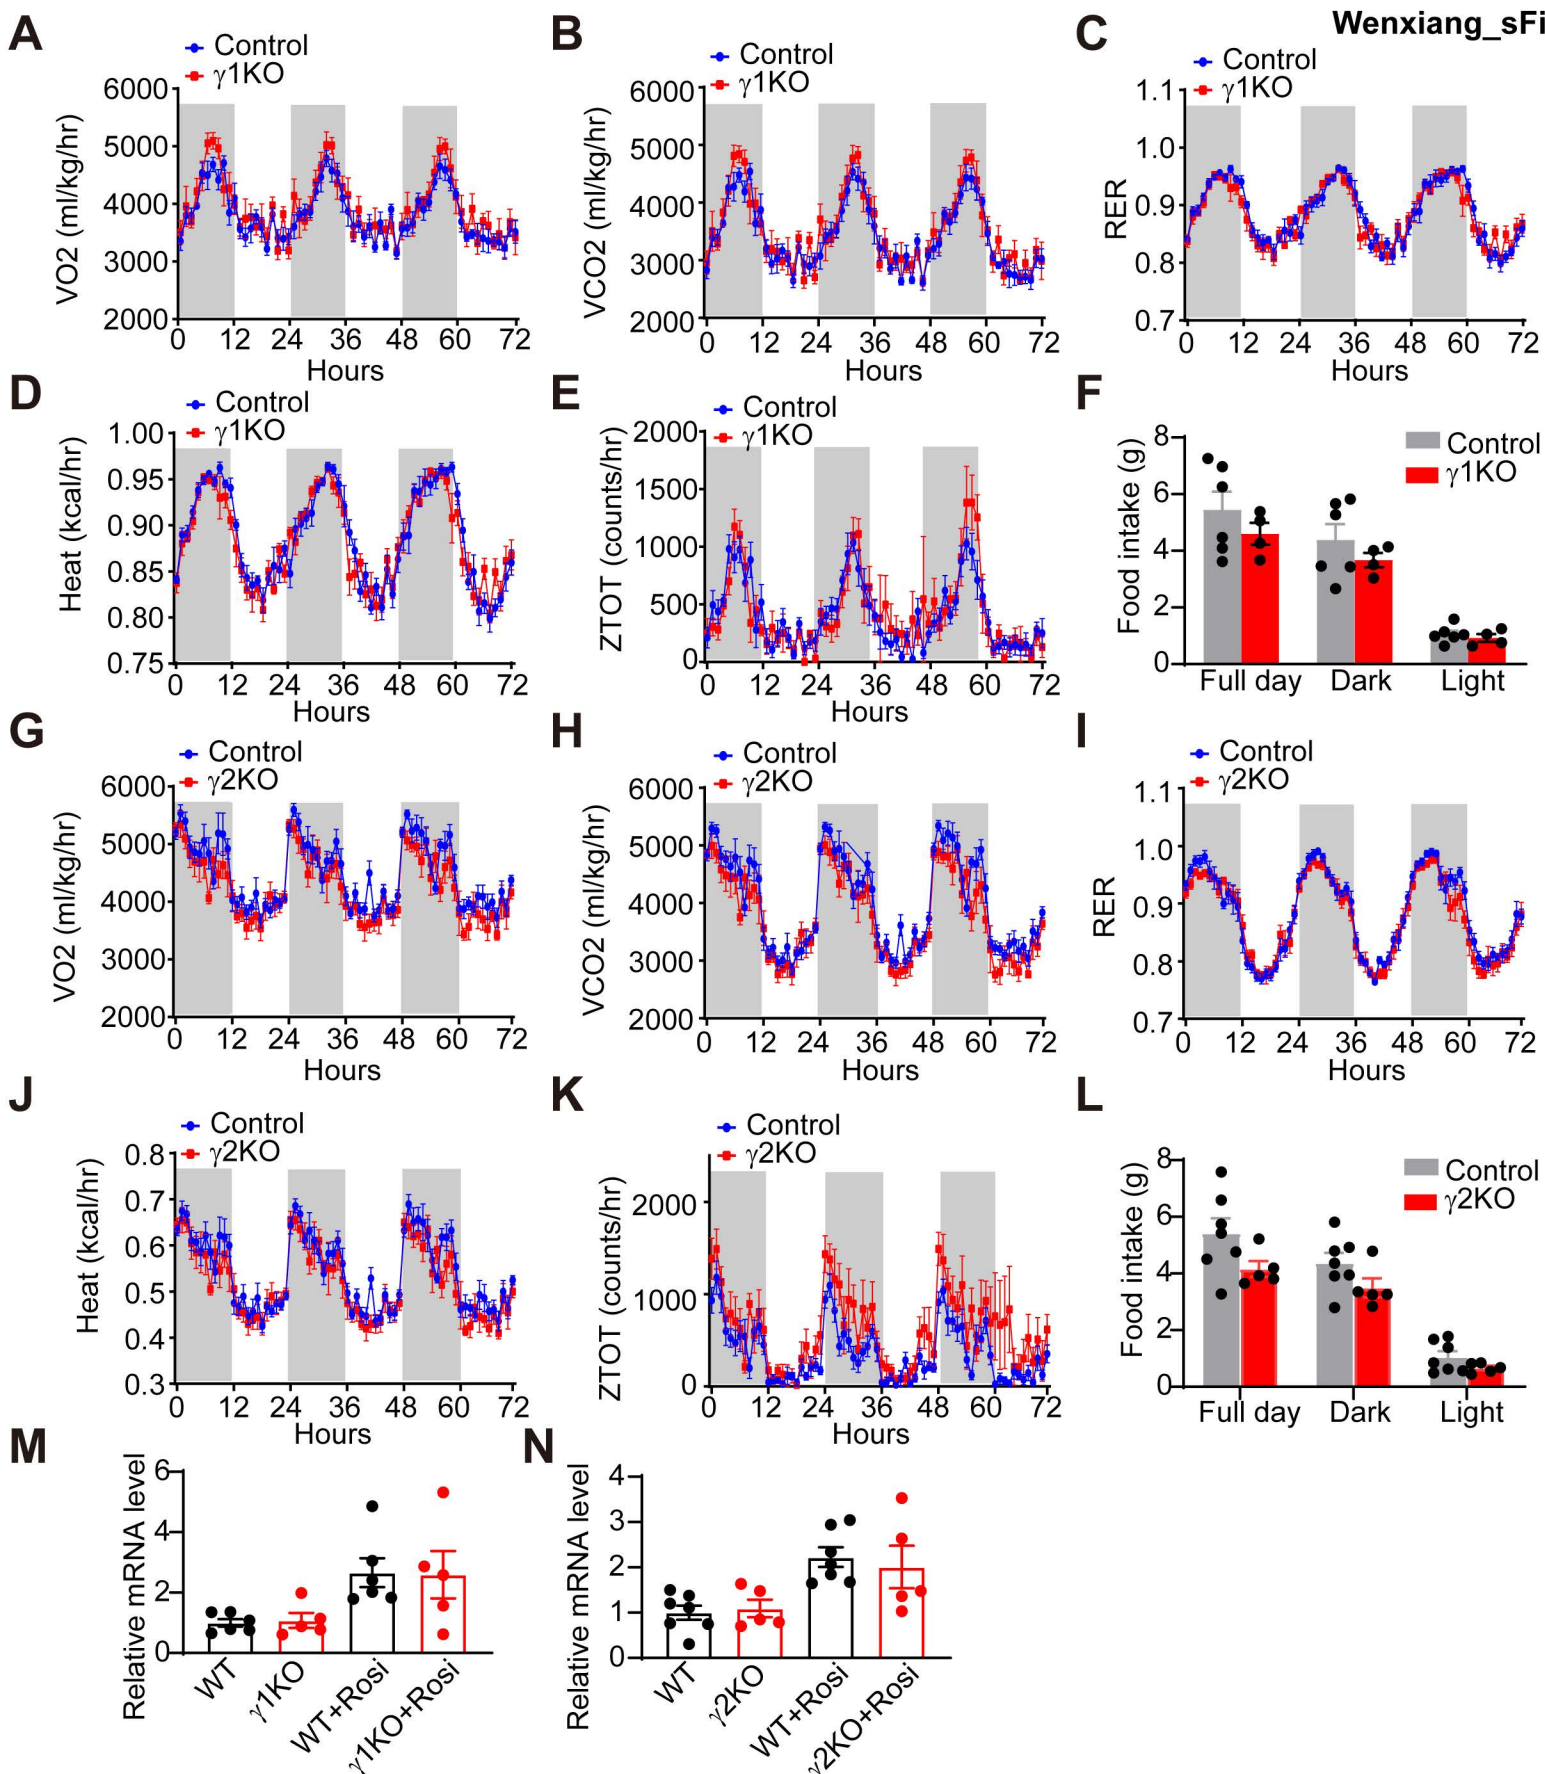 Wenxiang_sFi
A
Control
γ1KO
VO2 (ml/kg/hr)
6000
5000
4000
3000
2000
0 12 24 36 48 60 72
Hours
B
Control
γ1KO
VCO2 (ml/kg/hr)
6000
5000
4000
3000
2000
0 12 24 36 48 60 72
Hours
C
Control
γ1KO
RER
1.1
1.0
0.9
0.8
0.7
0 12 24 36 48 60 72
Hours
D
Control
γ1KO
Heat (kcal/hr)
1.00
0.95
0.90
0.85
0.80
0.75
0 12 24 36 48 60 72
Hours
E
Control
γ1KO
ZTOT (counts/hr)
2000
1500
1000
500
0
0 12 24 36 48 60 72
Hours
F
Control
γ1KO
Food intake (g)
8
6
4
2
0
Full day Dark Light
G
Control
γ2KO
VO2 (ml/kg/hr)
6000
5000
4000
3000
2000
0 12 24 36 48 60 72
Hours
H
Control
γ2KO
VCO2 (ml/kg/hr)
6000
5000
4000
3000
2000
0 12 24 36 48 60 72
Hours
I
Control
γ2KO
RER
1.1
1.0
0.9
0.8
0.7
0 12 24 36 48 60 72
Hours
J
Control
γ2KO
Heat (kcal/hr)
0.8
0.7
0.6
0.5
0.4
0.3
0 12 24 36 48 60 72
Hours
K
Control
γ2KO
ZTOT (counts/hr)
2000
1000
0
0 12 24 36 48 60 72
Hours
L
Control
γ2KO
Food intake (g)
8
6
4
2
0
Full day Dark Light
M
Relative mRNA level
6
4
2
0
WT
γ1KO
WT+Rosi
γ1KO+Rosi
N
Relative mRNA level
4
3
2
1
0
WT
γ2KO
WT+Rosi
γ2KO+Rosi